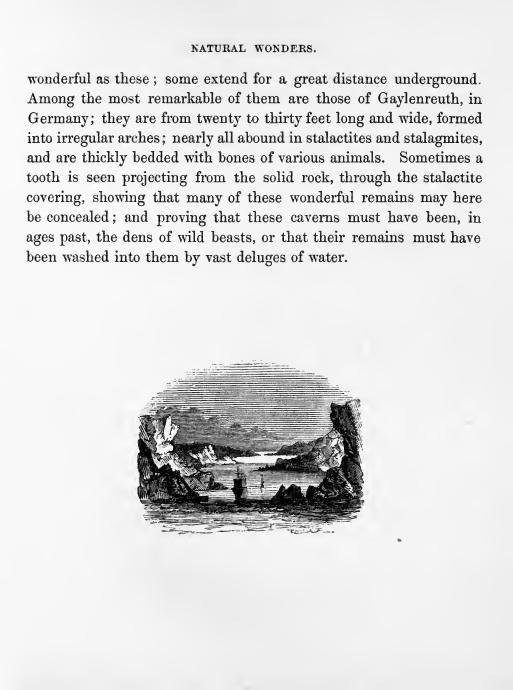 NATURAL WONDERS.
wonderful as these ; some extend for a great distance underground.
Among the most remarkable of them are those of Gaylenreuth, in
Germany; they are from twenty to thirty feet long and wide, formed
into irregular arches; nearly all abound in stalactites and stalagmites,
and are thickly bedded with bones of various animals. Sometimes a
tooth is seen projecting from the solid rock, through the stalactite
covering, showing that many of these wonderful remains may here
be concealed; and proving that these caverns must have been, in
ages past, the dens of wild beasts, or that their remains must have
been washed into them by vast deluges of water.